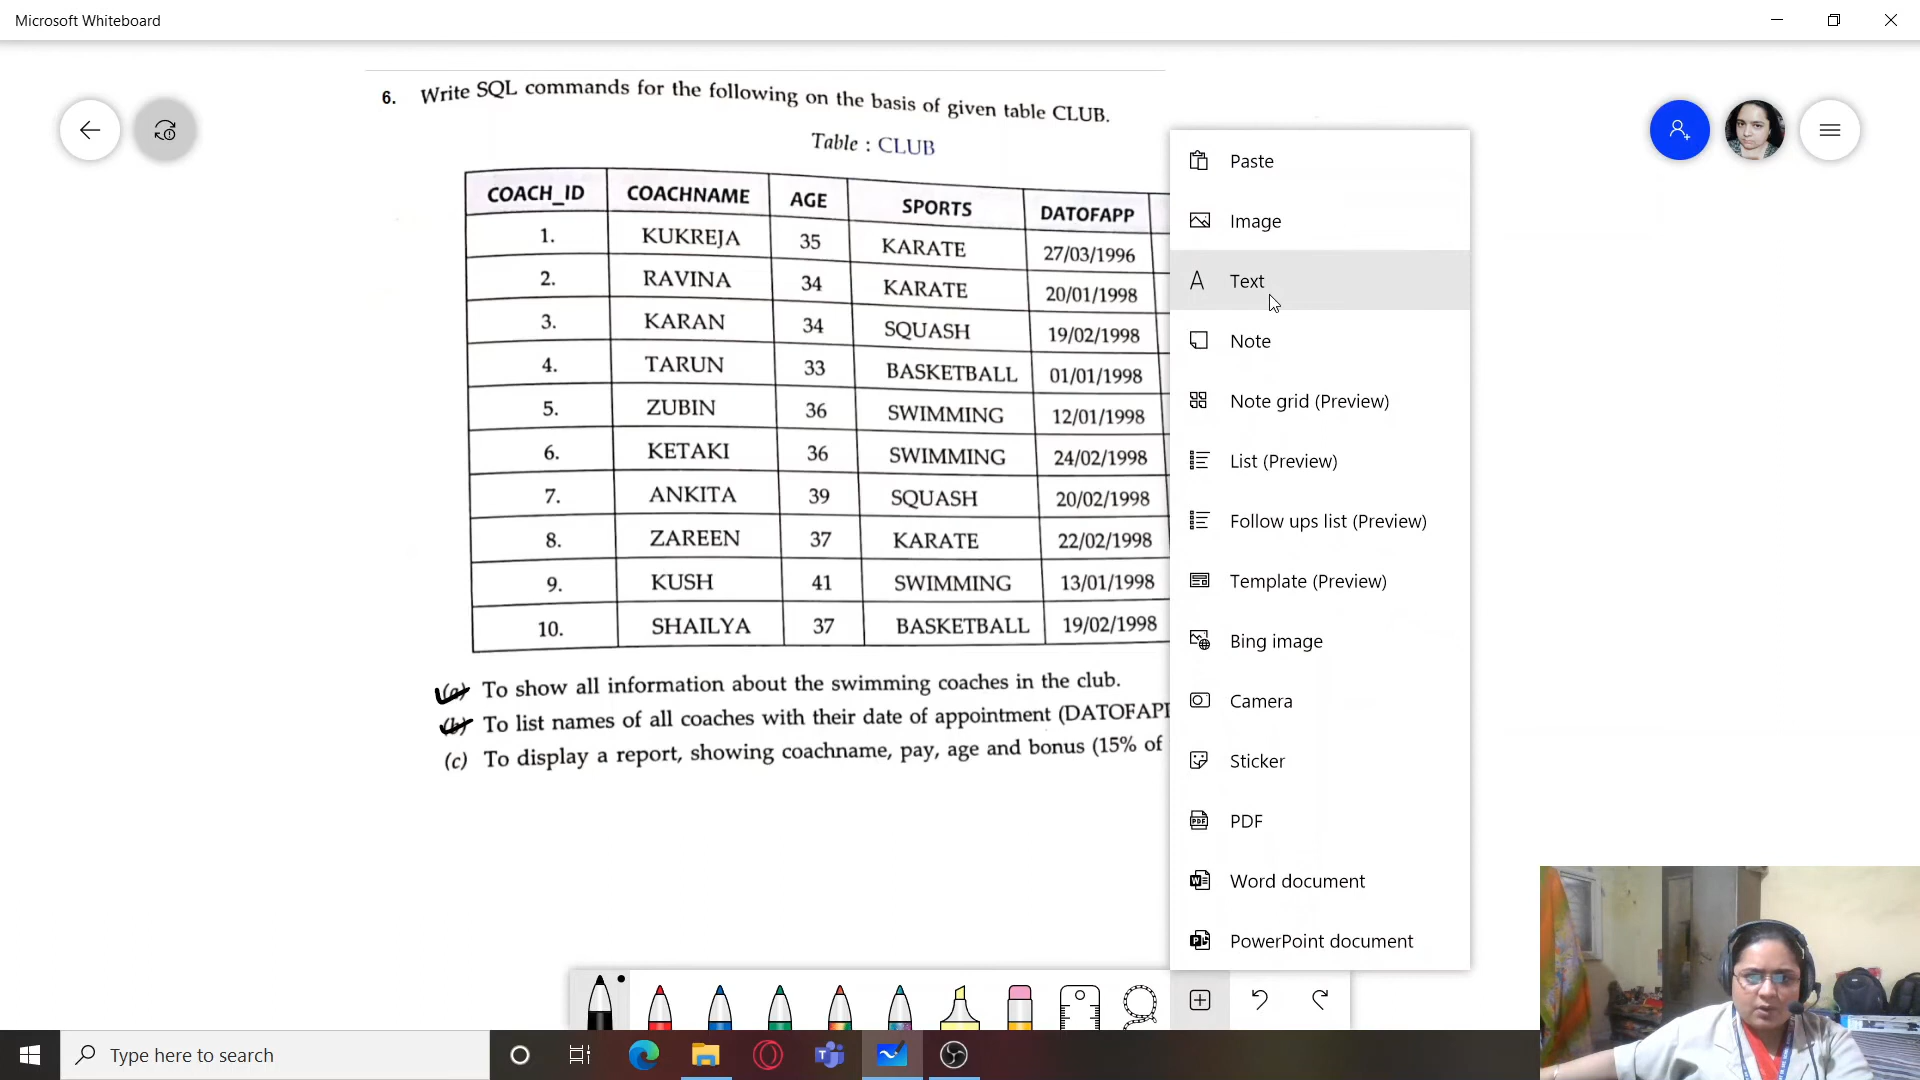 Microsoft Whiteboard
6. Write SQL commands for the following on the basis of given table CLUB.
Table : CLUB
COACH_ID COACHNAME AGE SPORTS DATOFAPP
1. KUKREJA 35 KARATE 27/03/1996
2. RAVINA 34 KARATE 20/01/1998
3. KARAN 34 SQUASH 19/02/1998
4. TARUN 33 BASKETBALL 01/01/1998
5. ZUBIN 36 SWIMMING 12/01/1998
6. KETAKI 36 SWIMMING 24/02/1998
7. ANKITA 39 SQUASH 20/02/1998
8. ZAREEN 37 KARATE 22/02/1998
9. KUSH 41 SWIMMING 13/01/1998
10. SHAILYA 37 BASKETBALL 19/02/1998
(a) To show all information about the swimming coaches in the club.
(b) To list names of all coaches with their date of appointment (DATOFAPP
(c) To display a report, showing coachname, pay, age and bonus (15% of
Paste
Image
Text
Note
Note grid (Preview)
List (Preview)
Follow ups list (Preview)
Template (Preview)
Bing image
Camera
Sticker
PDF
Word document
PowerPoint document
Type here to search